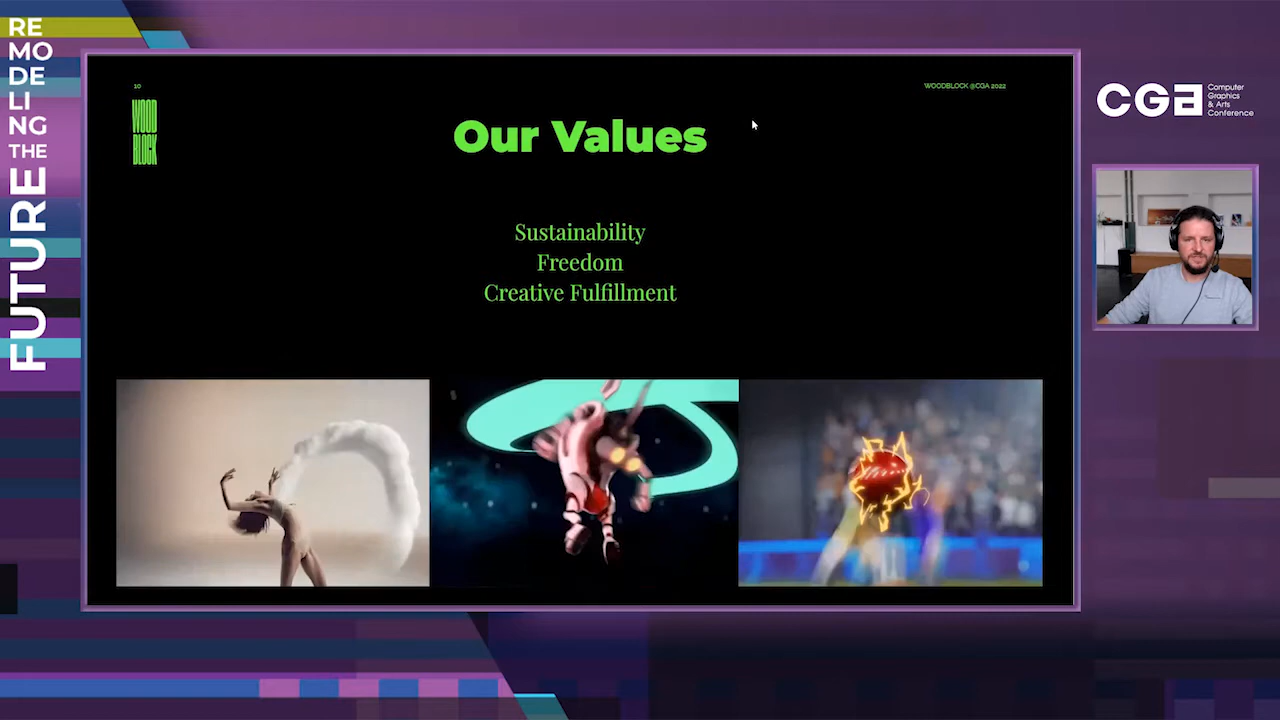 RE
MO
DE
LI
NG
THE
FUTURE
10
WOOD
BLOCK
WOODBLOCK @CGA 2022
Our Values
Sustainability
Freedom
Creative Fulfillment
CGA
Computer
Graphics
& Arts
Conference